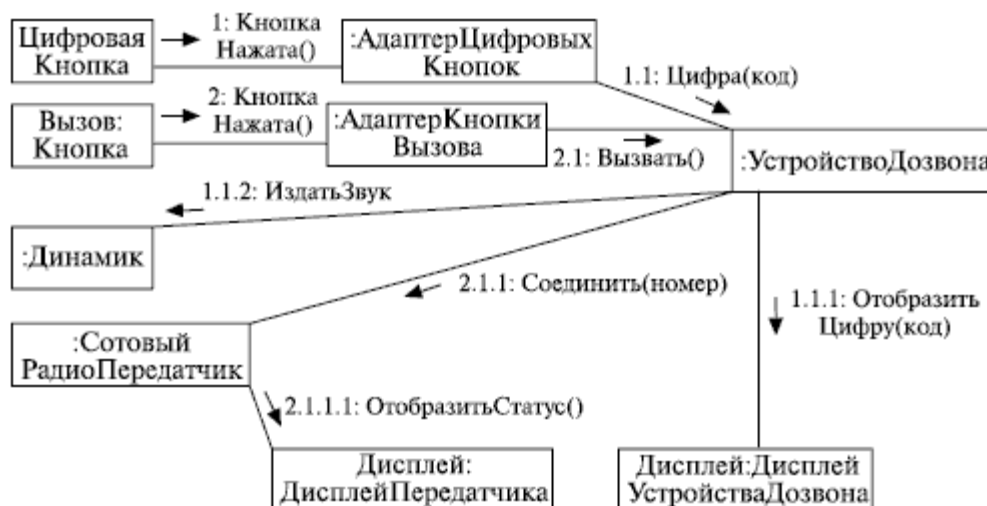 Цифровая
Кнопка
1: Кнопка
Нажата()
:АдаптерЦифровых
Кнопок
1.1: Цифра(код)
Вызов:
Кнопка
2: Кнопка
Нажата()
:АдаптерКнопки
Вызова
2.1: Вызвать()
:УстройствоДозвона
1.1.2: ИздатьЗвук
:Динамик
2.1.1: Соединить(номер)
1.1.1: Отобразить
Цифру(код)
:Сотовый
РадиоПередатчик
2.1.1.1: ОтобразитьСтатус()
Дисплей:
ДисплейПередатчика
Дисплей:Дисплей
УстройстваДозвона